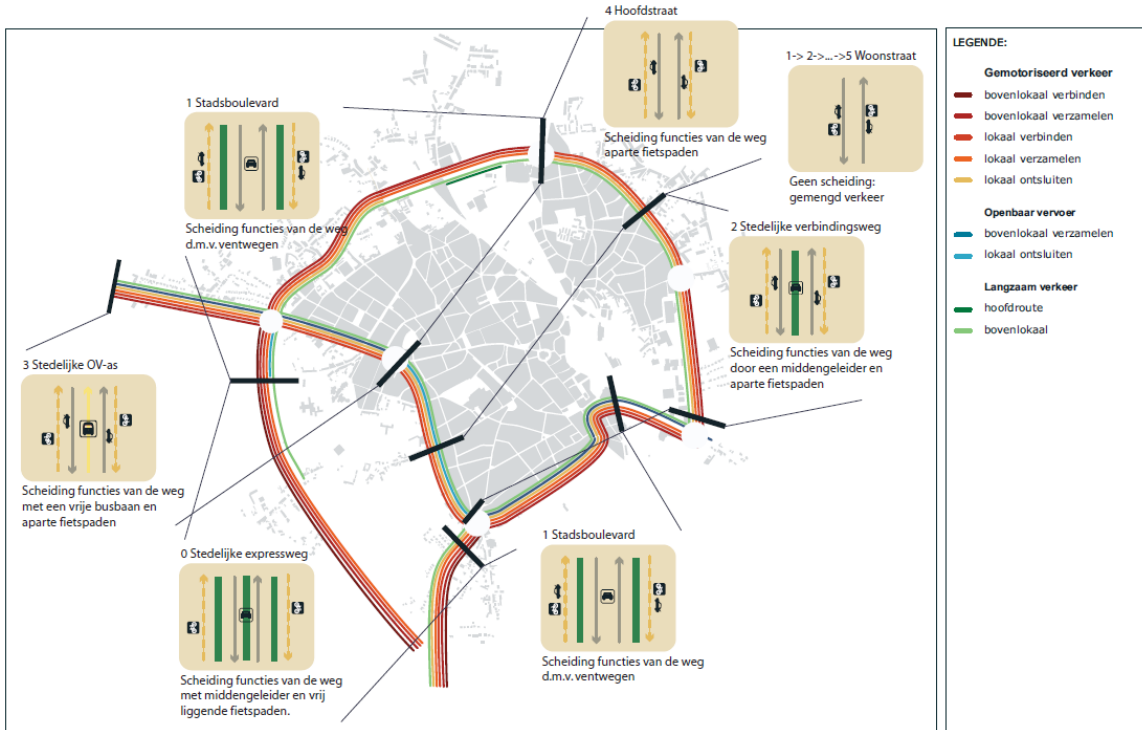 4 Hoofdstraat
Scheiding functies van de weg
aparte fietspaden
1-> 2->...->5 Woonstraat
Geen scheiding:
gemengd verkeer
1 Stadsboulevard
Scheiding functies van de weg
d.m.v. ventwegen
2 Stedelijke verbindingsweg
Scheiding functies van de weg
door een middengeleider en
aparte fietspaden
3 Stedelijke OV-as
Scheiding functies van de weg
met een vrije busbaan en
aparte fietspaden
0 Stedelijke expressweg
Scheiding functies van de weg
met middengeleider en vrij
liggende fietspaden.
1 Stadsboulevard
Scheiding functies van de weg
d.m.v. ventwegen
LEGENDE:
Gemotoriseerd verkeer
bovenlokaal verbinden
bovenlokaal verzamelen
lokaal verbinden
lokaal verzamelen
lokaal ontsluiten
Openbaar vervoer
bovenlokaal verzamelen
lokaal ontsluiten
Langzaam verkeer
hoofdroute
bovenlokaal